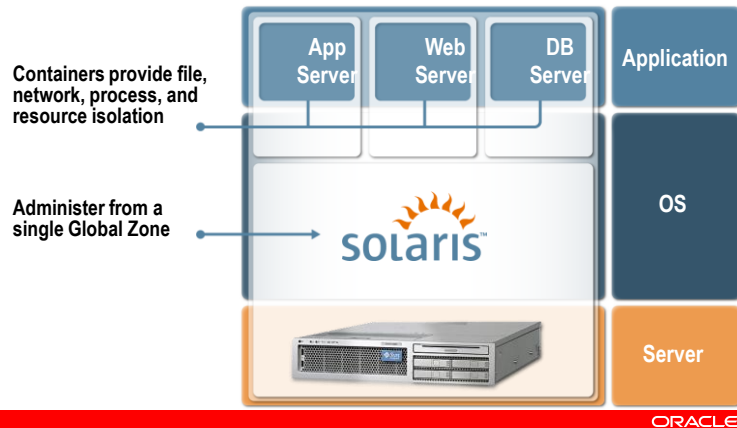 App
Server
Web
Server
DB
Server
Application
Containers provide file,
network, process, and
resource isolation
Administer from a
single Global Zone
solaris™
OS
Server
ORACLE